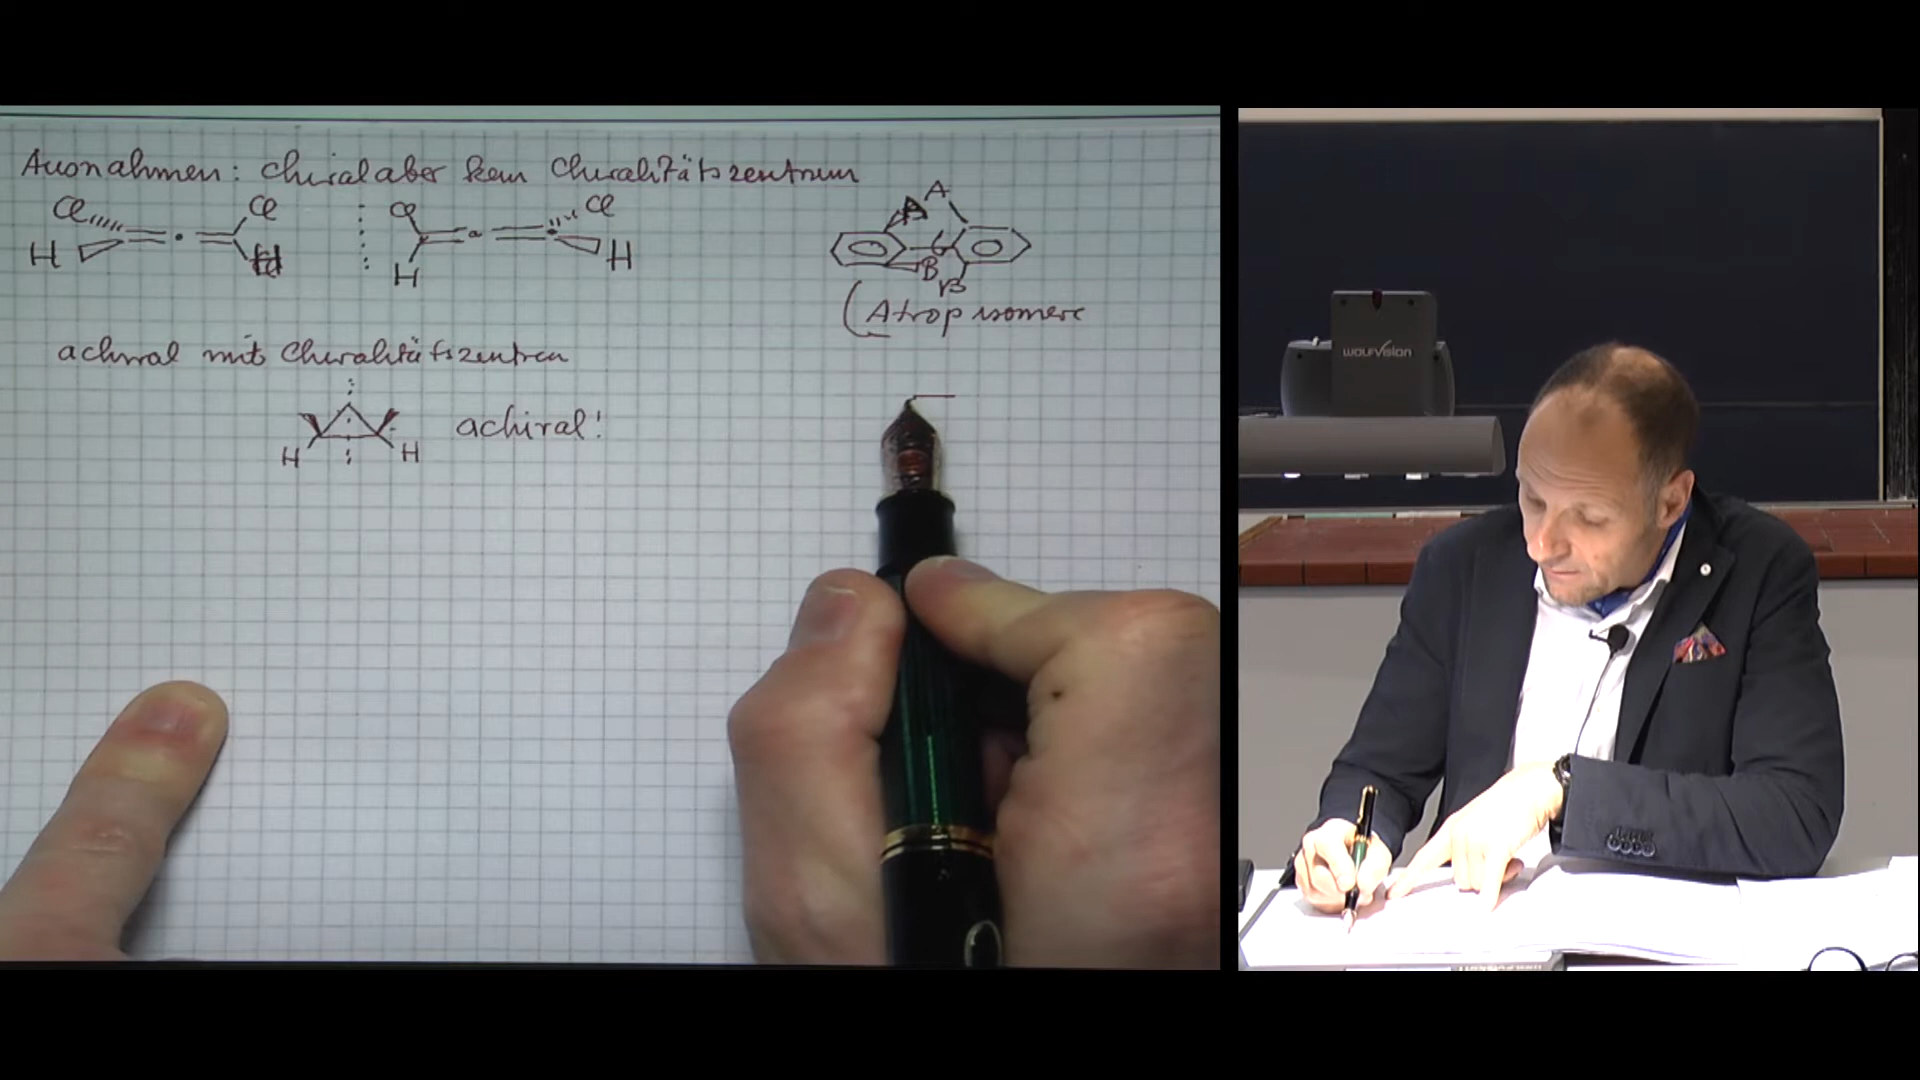 Ausnahmen: chiral aber kein Chiralitätszentrum
Cl Cl Cl Cl
H H H H
A A
B B
(Atropisomere
achiral mit Chiralitätszentren
H H achiral!
WOLFVISION